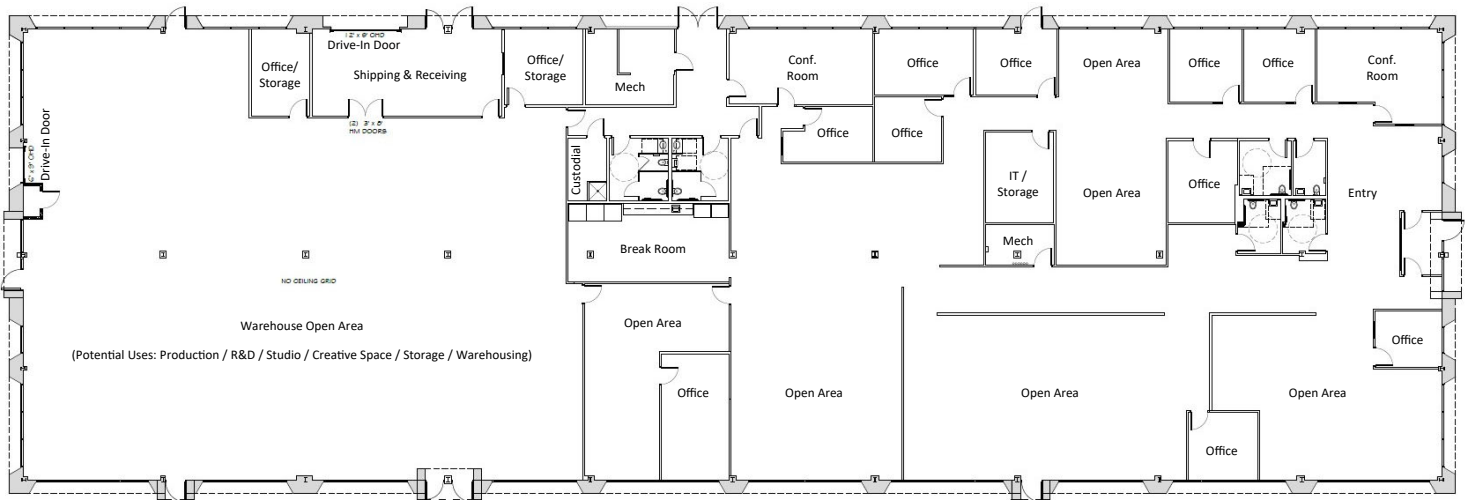 12' x 9' OHD
Drive-In Door
Office/
Storage
Shipping & Receiving
Office/
Storage
Mech
Conf.
Room
Office
Office
Open Area
Office
Office
Conf.
Room
(2) 3' x 8'
HM DOORS
Drive-In Door
Custodial
Office
Office
IT /
Storage
Open Area
Office
Entry
Break Room
Mech
NO CEILING GRID
Warehouse Open Area
(Potential Uses: Production / R&D / Studio / Creative Space / Storage / Warehousing)
Open Area
Office
Office
Open Area
Open Area
Open Area
Office